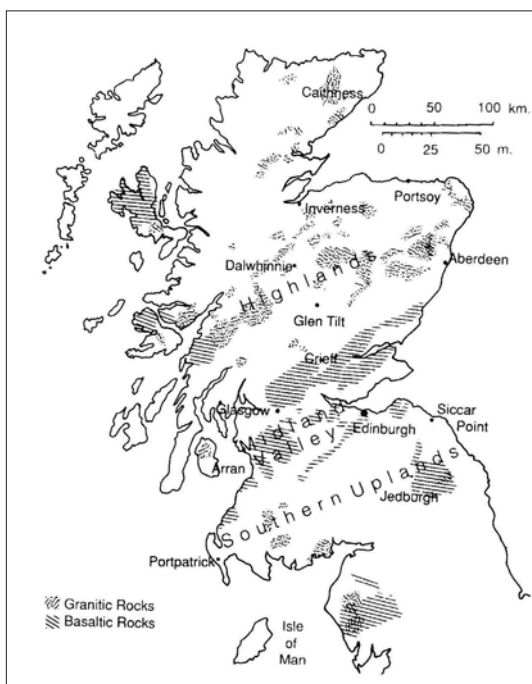 Caithness
0 50 100 km.
0 25 50 m.
Portsoy
Inverness
Aberdeen
Dalwhinnie
Highlands
Glen Tilt
Crieff
Glasgow
Midland
Valley
Edinburgh
Siccar
Point
Arran
Southern Uplands
Jedburgh
Portpatrick
Granitic Rocks
Basaltic Rocks
Isle
of
Man